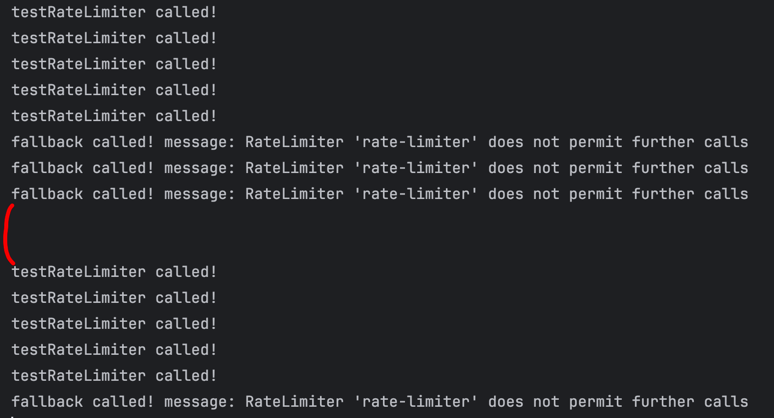 testRateLimiter called!
testRateLimiter called!
testRateLimiter called!
testRateLimiter called!
testRateLimiter called!
fallback called! message: RateLimiter 'rate-limiter' does not permit further calls
fallback called! message: RateLimiter 'rate-limiter' does not permit further calls
fallback called! message: RateLimiter 'rate-limiter' does not permit further calls
testRateLimiter called!
testRateLimiter called!
testRateLimiter called!
testRateLimiter called!
testRateLimiter called!
fallback called! message: RateLimiter 'rate-limiter' does not permit further calls